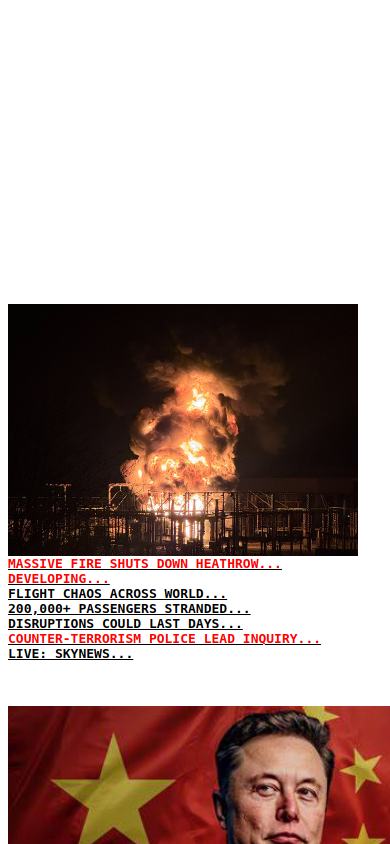 MASSIVE FIRE SHUTS DOWN HEATHROW...
DEVELOPING...
FLIGHT CHAOS ACROSS WORLD...
200,000+ PASSENGERS STRANDED...
DISRUPTIONS COULD LAST DAYS...
COUNTER-TERRORISM POLICE LEAD INQUIRY...
LIVE: SKYNEWS...